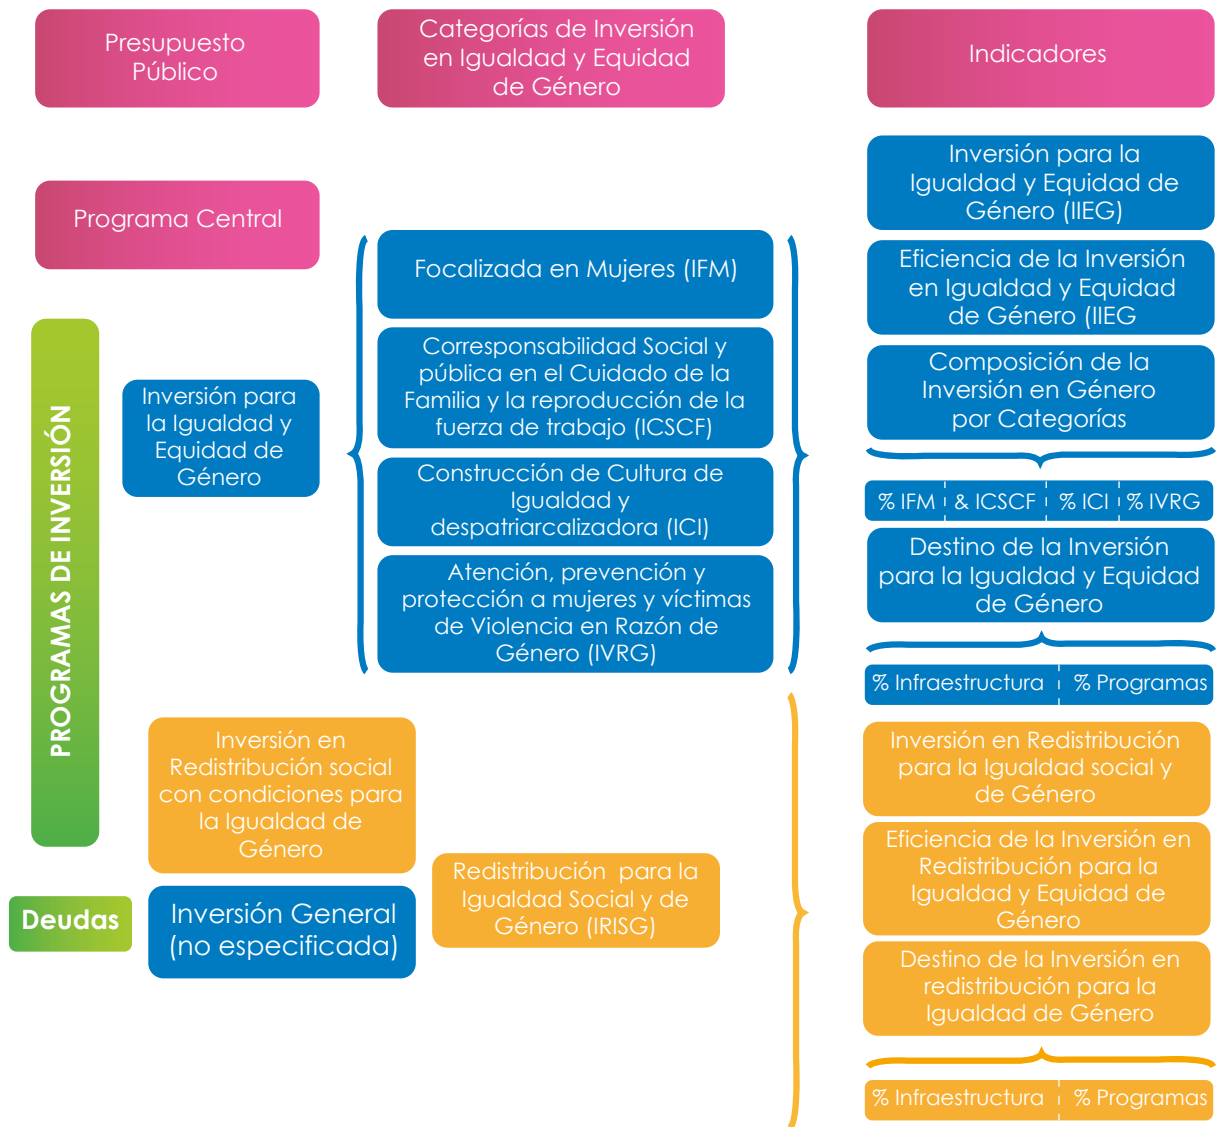 Presupuesto
Público
Categorías de Inversión
en Igualdad y Equidad
de Género
Indicadores
Programa Central
PROGRAMAS DE INVERSIÓN
Inversión para
la Igualdad y
Equidad de
Género
Focalizada en Mujeres (IFM)
Corresponsabilidad Social y
pública en el Cuidado de la
Familia y la reproducción de la
fuerza de trabajo (ICSCF)
Construcción de Cultura de
Igualdad y
despatriarcalizadora (ICI)
Atención, prevención y
protección a mujeres y víctimas
de Violencia en Razón de
Género (IVRG)
Inversión para la
Igualdad y Equidad de
Género (IIEG)
Eficiencia de la Inversión
en Igualdad y Equidad
de Género (IIEG
Composición de la
Inversión en Género
por Categorías
% IFM & ICSCF % ICI % IVRG
Destino de la Inversión
para la Igualdad y Equidad
de Género
% Infraestructura % Programas
Inversión en
Redistribución social
con condiciones para
la Igualdad de
Género
Deudas
Inversión General
(no especificada)
Redistribución para la
Igualdad Social y de
Género (IRISG)
Inversión en Redistribución
para la Igualdad social y
de Género
Eficiencia de la Inversión en
Redistribución para la
Igualdad y Equidad de
Género
Destino de la Inversión en
redistribución para la
Igualdad de Género
% Infraestructura % Programas